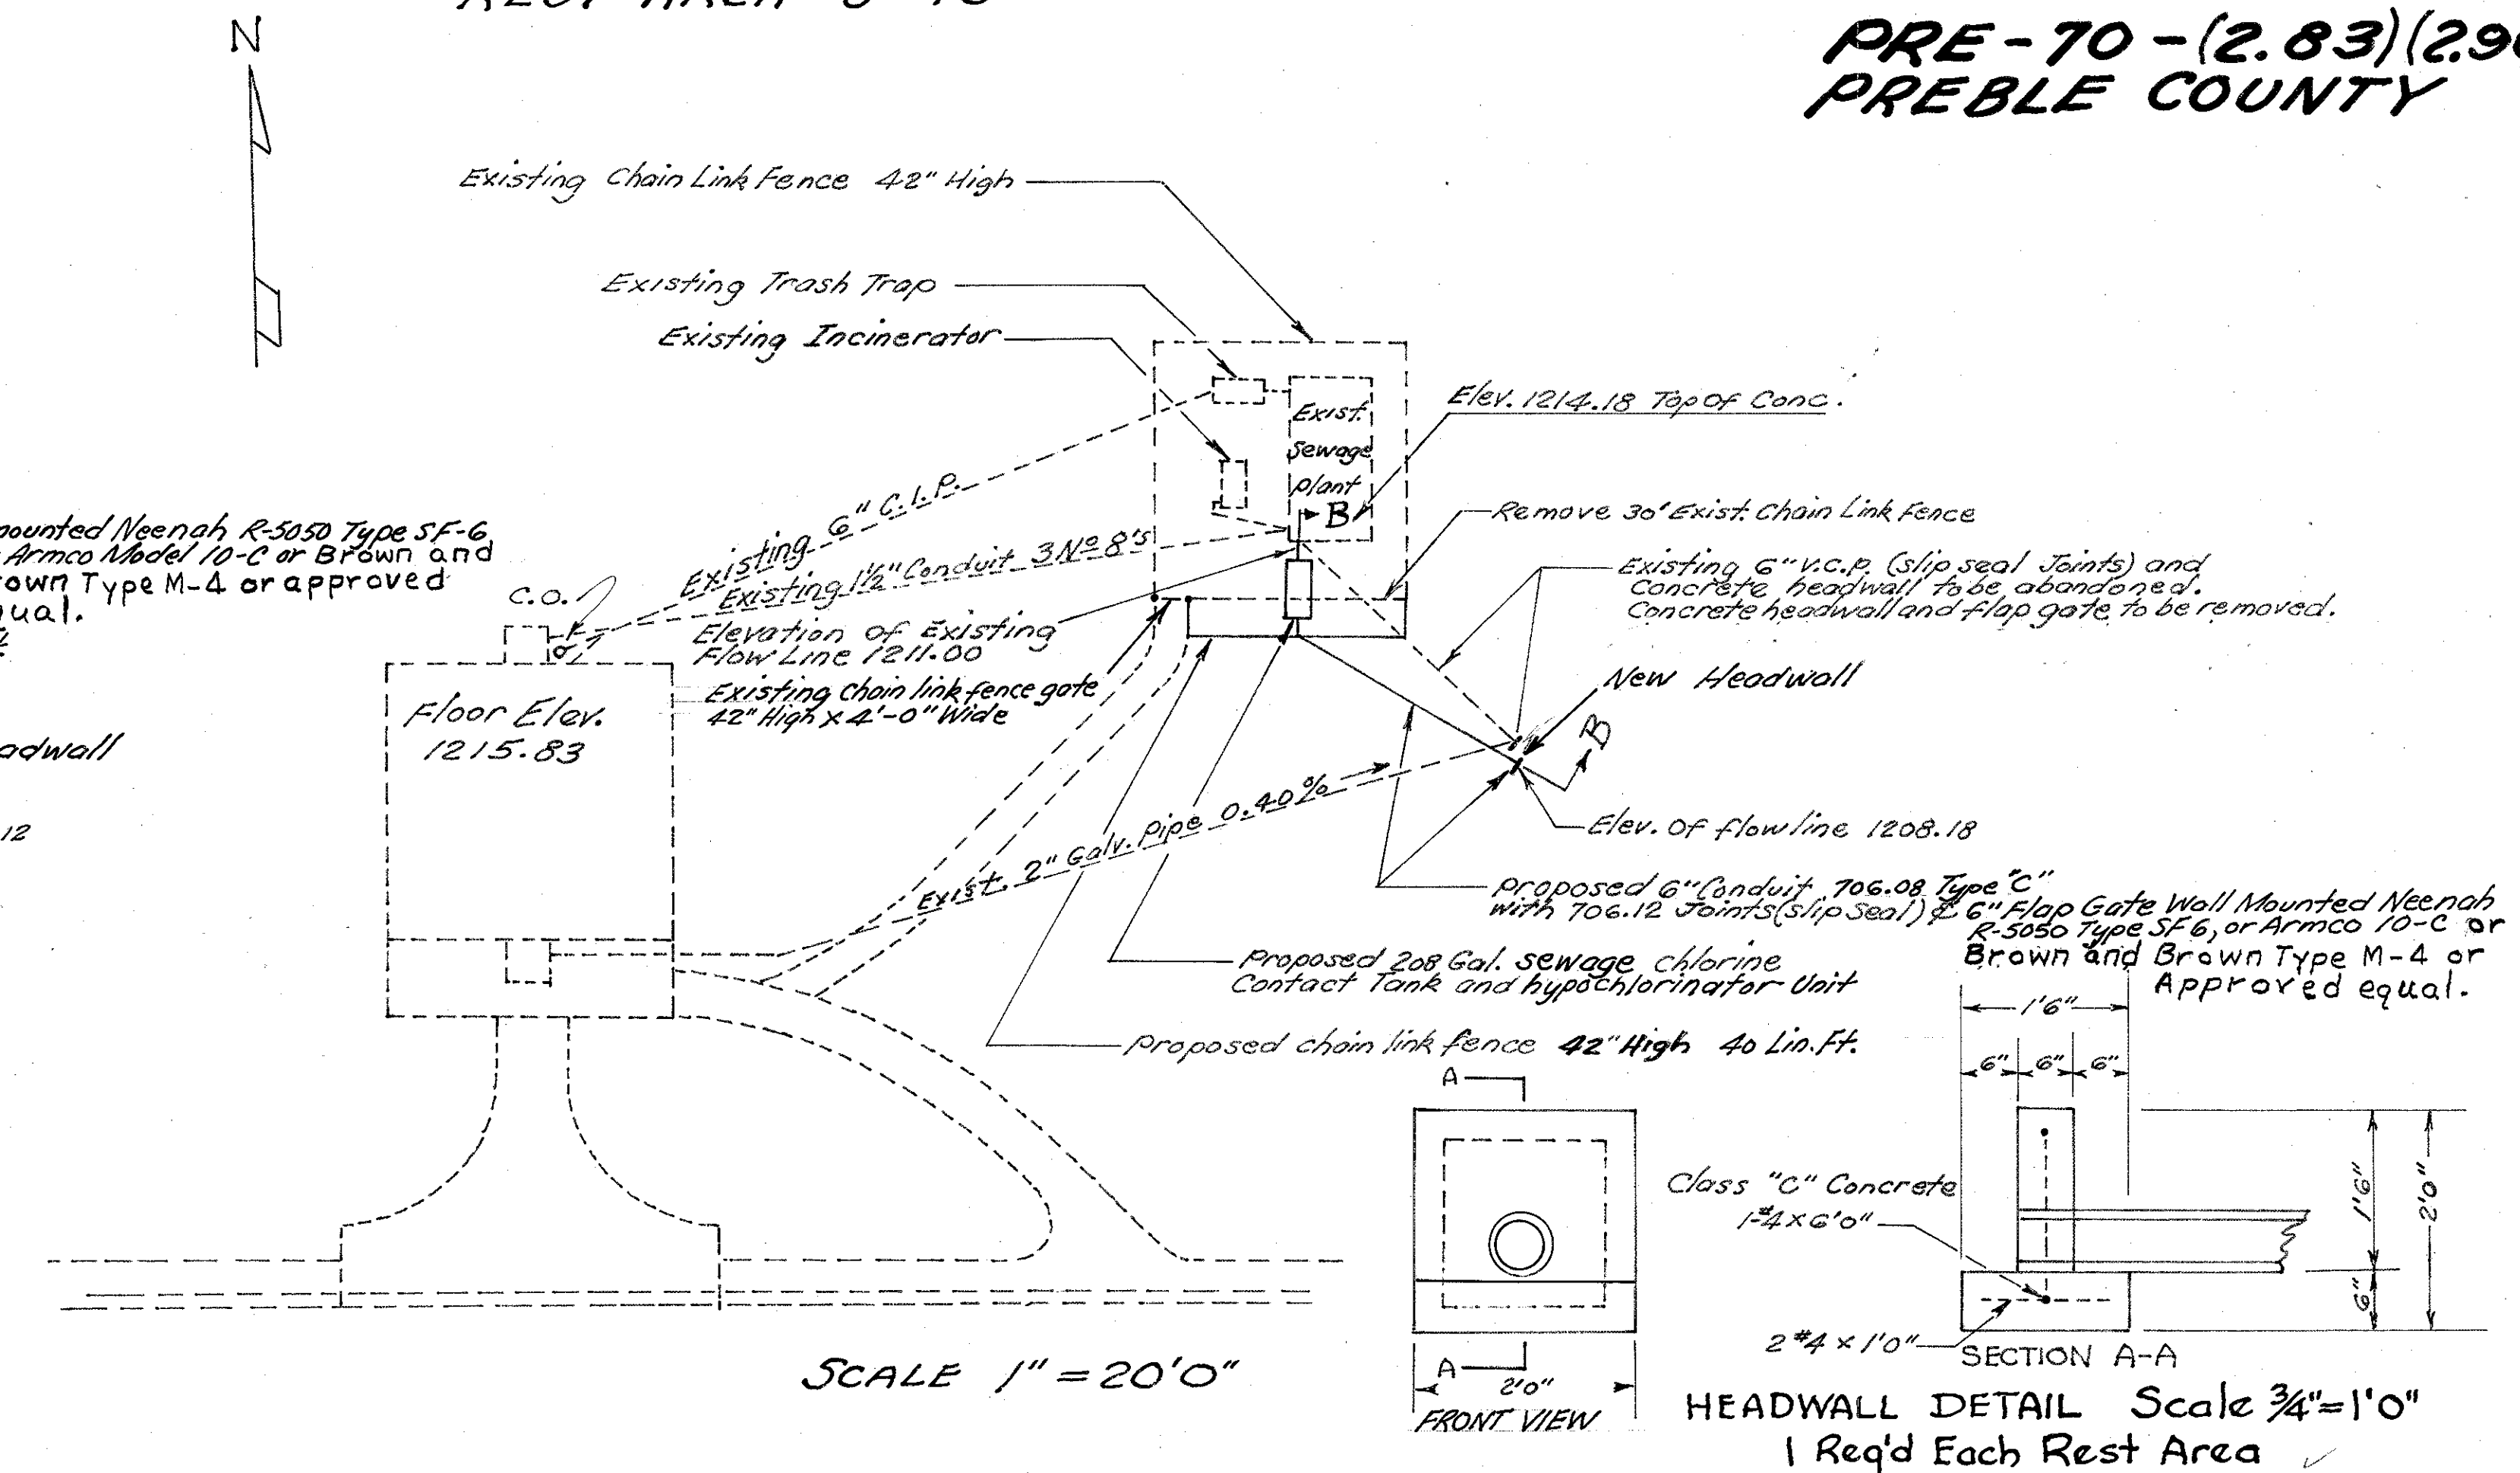 REST AREA
N
PRE-70-(2.83)(2.9
PREBLE COUNTY
Existing Chain Link Fence 42" High
Existing Trash Trap
Existing Incinerator
Exist.
Sewage
plant
B
Elev. 1214.18 Top Of Conc.
Remove 30' Exist. Chain Link Fence
Existing 6" V.C.P. (slip seal Joints) and
Concrete headwall to be abandoned.
Concrete headwall and flap gate to be removed.
mounted Neenah R-5050 Type SF-6
Armco Model 10-C or Brown and
rown Type M-4 or approved
qual.
C.O.
Existing 6" C.I.P.
Existing 1½" Conduit 3 Nº 8's
Elevation of Existing
Flow Line 1211.00
Existing chain link fence gate
42" High x 4'-0" Wide
Floor Elev.
1215.83
adwall
12
New Headwall
B
Exist. 2" Galv. Pipe 0.40%
Elev. Of flow line 1208.18
Proposed 6" Conduit 706.08 Type "C"
with 706.12 Joints (slip Seal) &
6" Flap Gate Wall Mounted Neenah
R-5050 Type SF6, or Armco 10-C or
Brown and Brown Type M-4 or
Approved equal.
Proposed 208 Gal. sewage chlorine
Contact Tank and hypochlorinator Unit
Proposed chain link fence 42" High 40 Lin. Ft.
1'6"
6" 6" 6"
A
Class "C" Concrete
1-#4 x 6'0"
1'6"
2'0"
6"
2 #4 x 1'0"
SECTION A-A
A
2'0"
FRONT VIEW
SCALE 1" = 20'0"
HEADWALL DETAIL Scale ¾"=1'0"
1 Req'd Each Rest Area